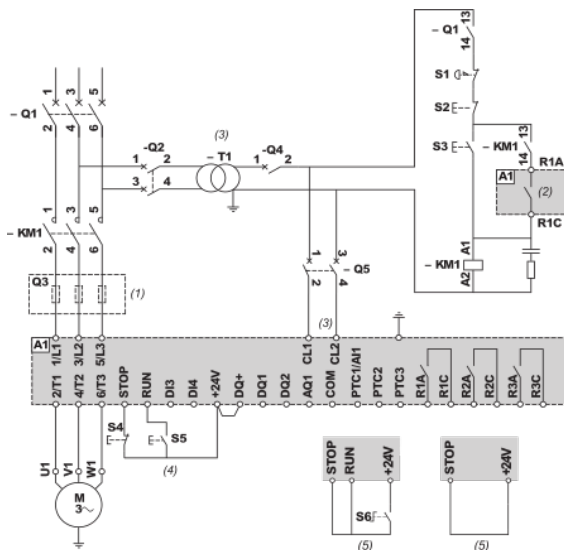 1 3 5
– Q1
2 4 6
-Q2
1 2
3 4
(3)
– T1
-Q4
1 2
13
– Q1
14
S1
S2
S3
13
– KM1
14
R1A
A1
(2)
R1C
A1
– KM1
A2
1 3 5
– KM1
2 4 6
Q3
(1)
1 3
– Q5
2 4
(3)
A1
1/L1 3/L2 5/L3 CL1 CL2
2/T1 4/T2 6/T3 STOP RUN DI3 DI4 +24V DQ+ DQ1 DQ2 AQ1 COM PTC1/AI1 PTC2 PTC3 R1A R1C R2A R2C R3A R3C
S4
S5
(4)
U1 V1 W1
M
3
STOP RUN +24V
S6
(5)
STOP +24V
(5)